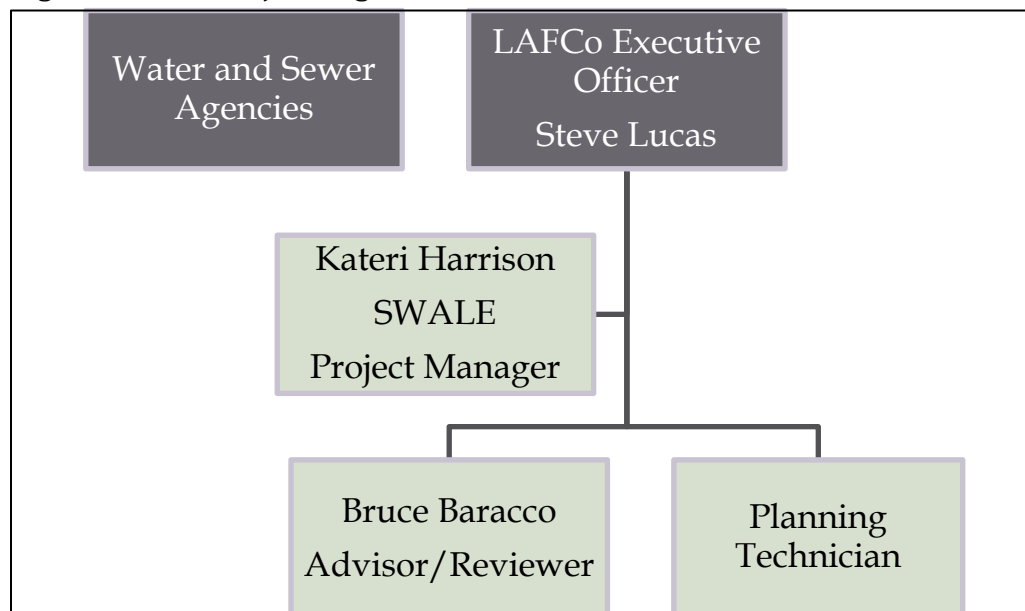 Water and Sewer
Agencies
LAFCo Executive
Officer
Steve Lucas
Kateri Harrison
SWALE
Project Manager
Bruce Baracco
Advisor/Reviewer
Planning
Technician